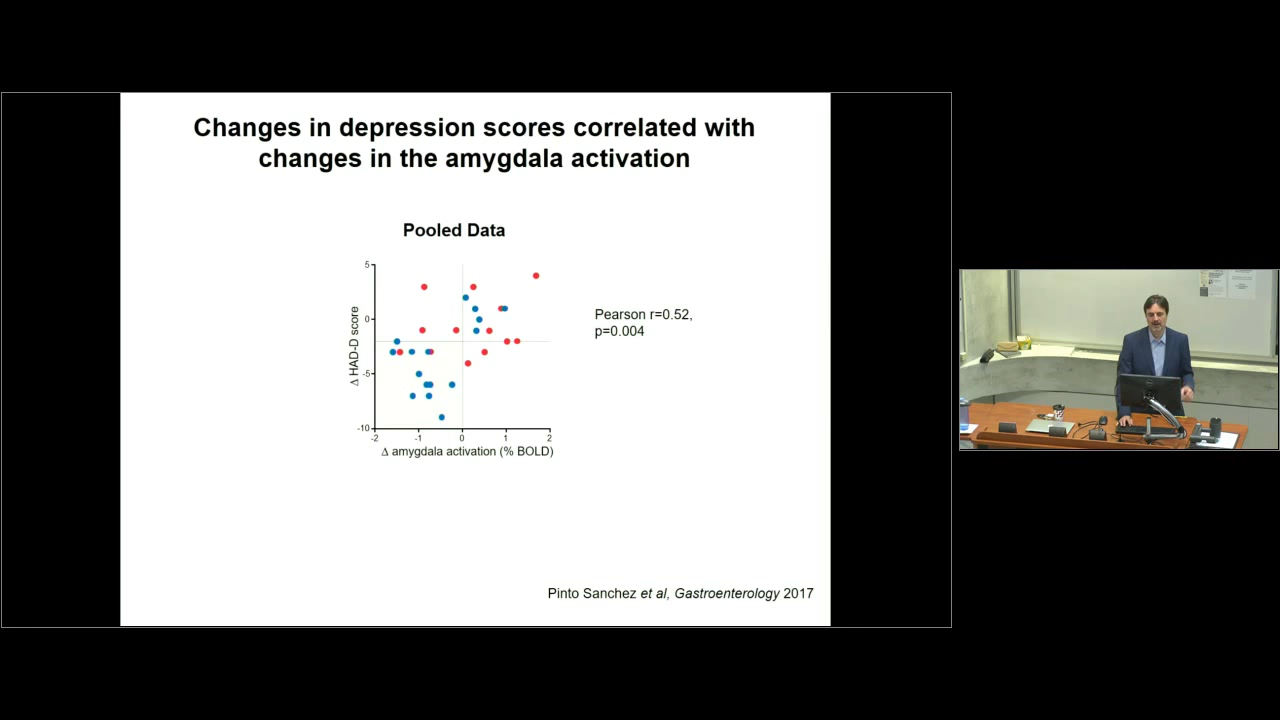 Changes in depression scores correlated with
changes in the amygdala activation
Pooled Data
5
0
-5
-10
-2
-1
0
1
2
Δ HAD-D score
Δ amygdala activation (% BOLD)
Pearson r=0.52,
p=0.004
Pinto Sanchez et al, Gastroenterology 2017